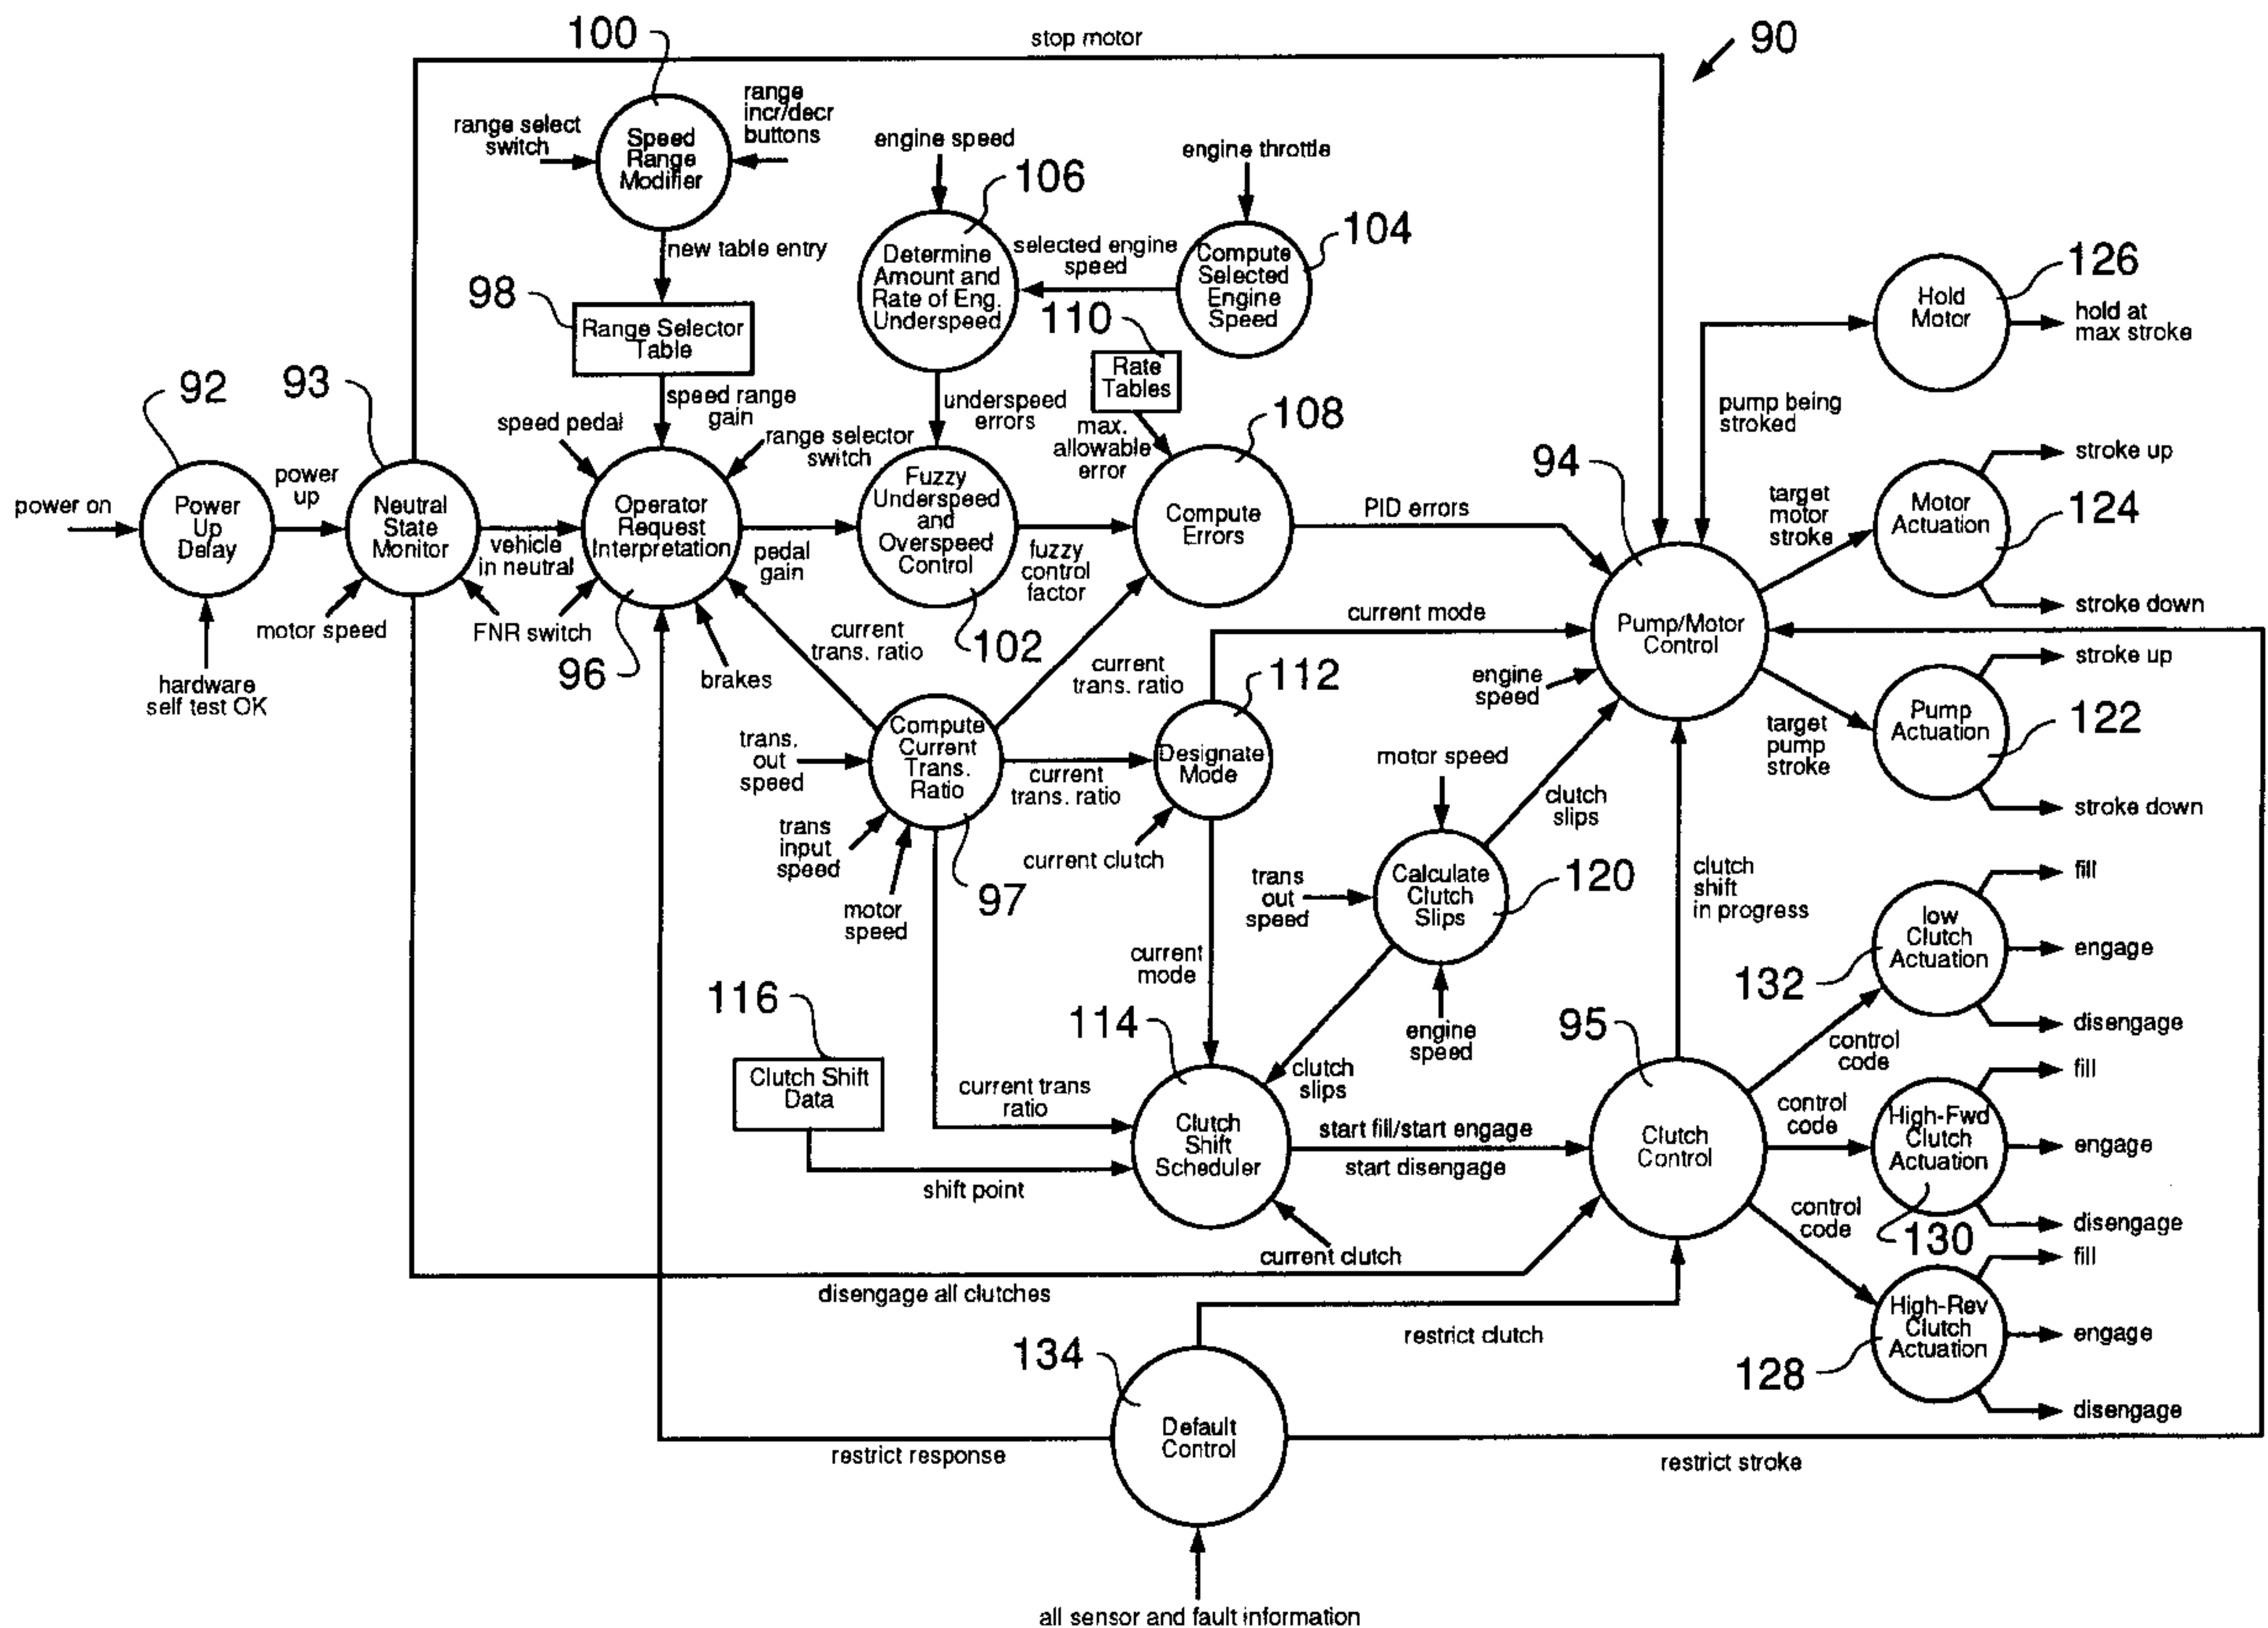 100
stop motor
90
range select
switch
Speed
Range
Modifier
range
incr/decr
buttons
engine speed
engine throttle
106
104
new table entry
Determine
Amount and
Rate of Eng.
Underspeed
selected engine
speed
Compute
Selected
Engine
Speed
126
Hold
Motor
hold at
max stroke
98
Range Selector
Table
110
Rate
Tables
92
93
speed range
gain
speed pedal
range selector
switch
underspeed
errors
max.
allowable
error
108
pump being
stroked
94
power on
Power
Up
Delay
power
up
Neutral
State
Monitor
vehicle
in neutral
Operator
Request
Interpretation
pedal
gain
Fuzzy
Underspeed
and
Overspeed
Control
fuzzy
control
factor
Compute
Errors
PID errors
target
motor
stroke
Motor
Actuation
124
stroke up
stroke down
hardware
self test OK
motor speed
FNR switch
96
brakes
current
trans. ratio
102
current
trans. ratio
current mode
Pump/Motor
Control
engine
speed
target
pump
stroke
Pump
Actuation
122
stroke up
stroke down
112
trans.
out
speed
Compute
Current
Trans.
Ratio
current
trans. ratio
Designate
Mode
trans
input
speed
motor
speed
97
current clutch
motor speed
clutch
slips
trans
out
speed
Calculate
Clutch
Slips
120
engine
speed
clutch
shift
in progress
low
Clutch
Actuation
132
fill
engage
disengage
current
mode
116
Clutch Shift
Data
114
current trans
ratio
shift point
Clutch
Shift
Scheduler
clutch
slips
start fill/start engage
start disengage
95
Clutch
Control
control
code
control
code
High-Fwd
Clutch
Actuation
130
fill
engage
disengage
current clutch
disengage all clutches
control
code
High-Rev
Clutch
Actuation
128
fill
engage
disengage
restrict clutch
134
Default
Control
restrict response
restrict stroke
all sensor and fault information